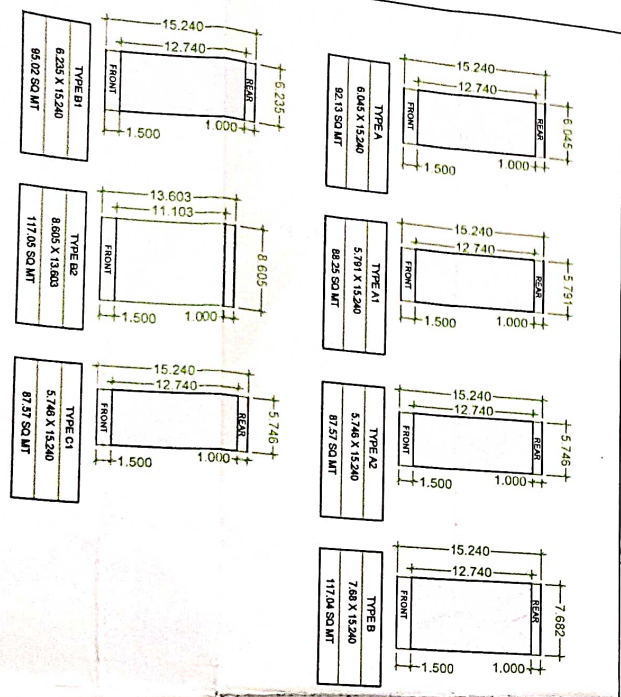 15.240
12.740
6.045
REAR
FRONT
1.500
1.000
TYPE A
6.045 X 15.240
92.13 SQ MT
15.240
12.740
5.791
REAR
FRONT
1.500
1.000
TYPE A1
5.791 X 15.240
88.25 SQ MT
15.240
12.740
5.746
REAR
FRONT
1.500
1.000
TYPE A2
5.746 X 15.240
87.57 SQ MT
15.240
12.740
7.682
REAR
FRONT
1.500
1.000
TYPE B
7.68 X 15.240
117.04 SQ MT
15.240
12.740
6.235
REAR
FRONT
1.500
1.000
TYPE B1
6.235 X 15.240
95.02 SQ MT
13.603
11.103
8.605
FRONT
1.500
1.000
TYPE B2
8.605 X 13.603
117.05 SQ MT
15.240
12.740
5.746
REAR
FRONT
1.500
1.000
TYPE C1
5.746 X 15.240
87.57 SQ MT